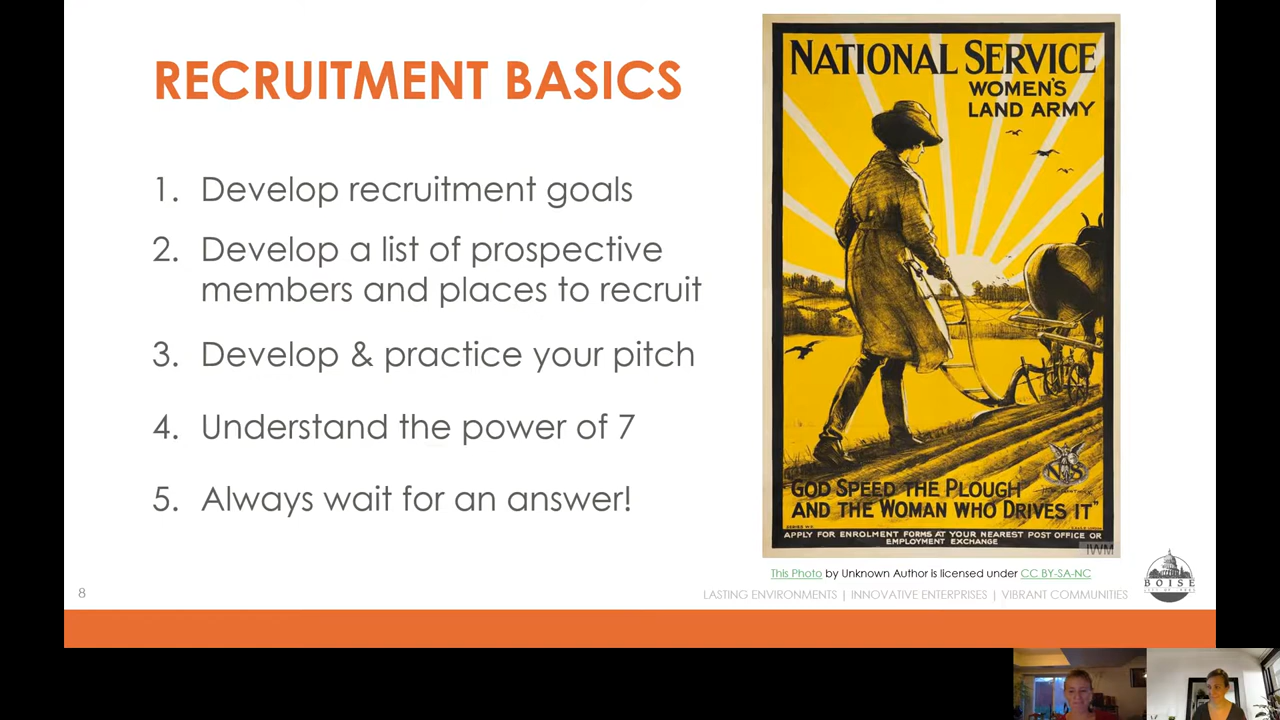 RECRUITMENT BASICS
1. Develop recruitment goals
2. Develop a list of prospective
members and places to recruit
3. Develop & practice your pitch
4. Understand the power of 7
5. Always wait for an answer!
NATIONAL SERVICE
WOMEN'S
LAND ARMY
GOD SPEED THE PLOUGH
AND THE WOMAN WHO DRIVES IT"
APPLY FOR ENROLMENT FORMS AT YOUR NEAREST POST OFFICE OR
EMPLOYMENT EXCHANGE
IWM
This Photo by Unknown Author is licensed under CC BY-SA-NC
8
LASTING ENVIRONMENTS | INNOVATIVE ENTERPRISES | VIBRANT COMMUNITIES
BOISE